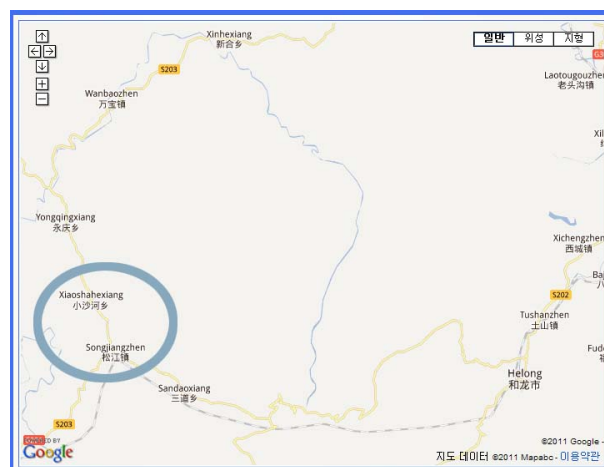 Xinhexiang
新合乡
일반 위성 지형
S203
Laotougouzhen
老头沟镇
Wanbaozhen
万宝镇
Yongqingxiang
永庆乡
Xichengzhen
西城镇
Xiaoshahexiang
小沙河乡
S202
Tushanzhen
土山镇
Songjiangzhen
松江镇
Helong
和龙市
Sandaoxiang
三道乡
S203
©2011 Google -
POWERED BY
Google
지도 데이터 ©2011 Mapabc - 이용약관